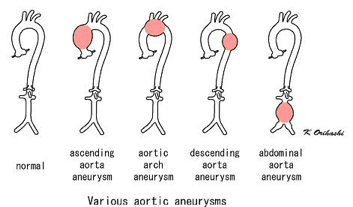 K Orihashi
normal
ascending
aorta
aneurysm
aortic
arch
aneurysm
descending
aorta
aneurysm
abdominal
aorta
aneurysm
Various aortic aneurysms